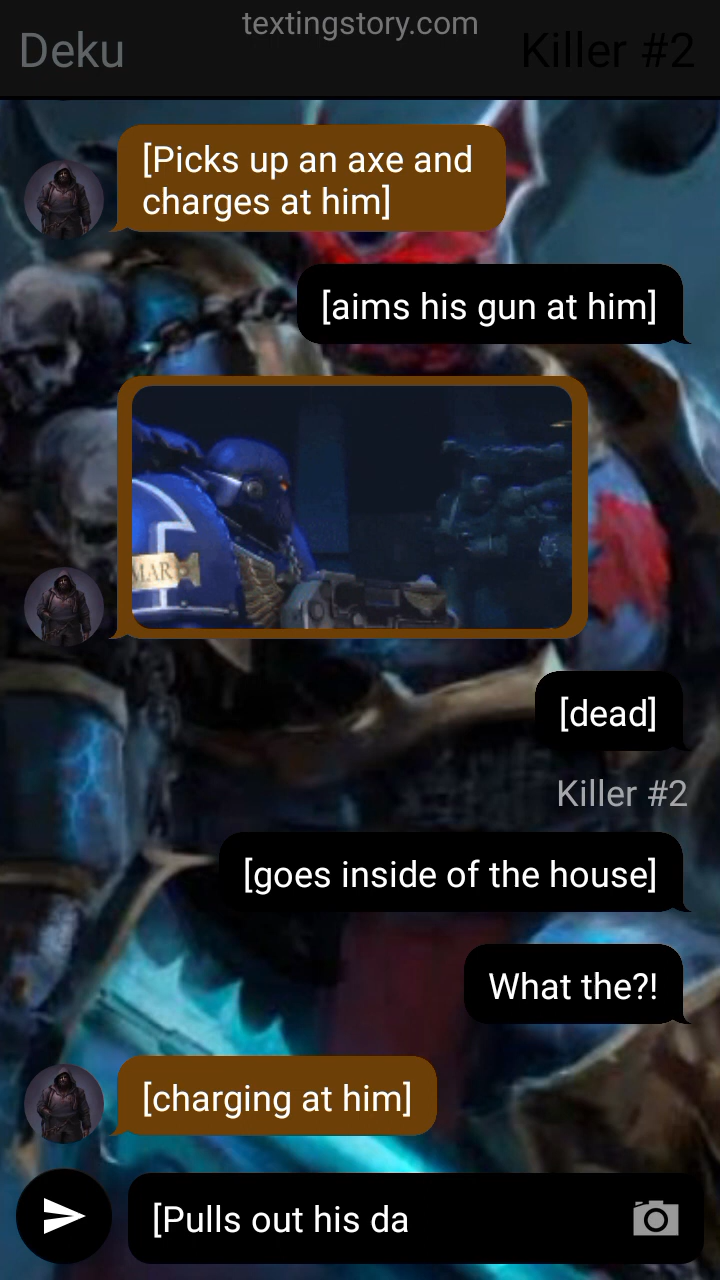 textingstory.com
Deku
Killer #2
[Picks up an axe and
charges at him]
[aims his gun at him]
MAR
[dead]
Killer #2
[goes inside of the house]
What the?!
[charging at him]
[Pulls out his da